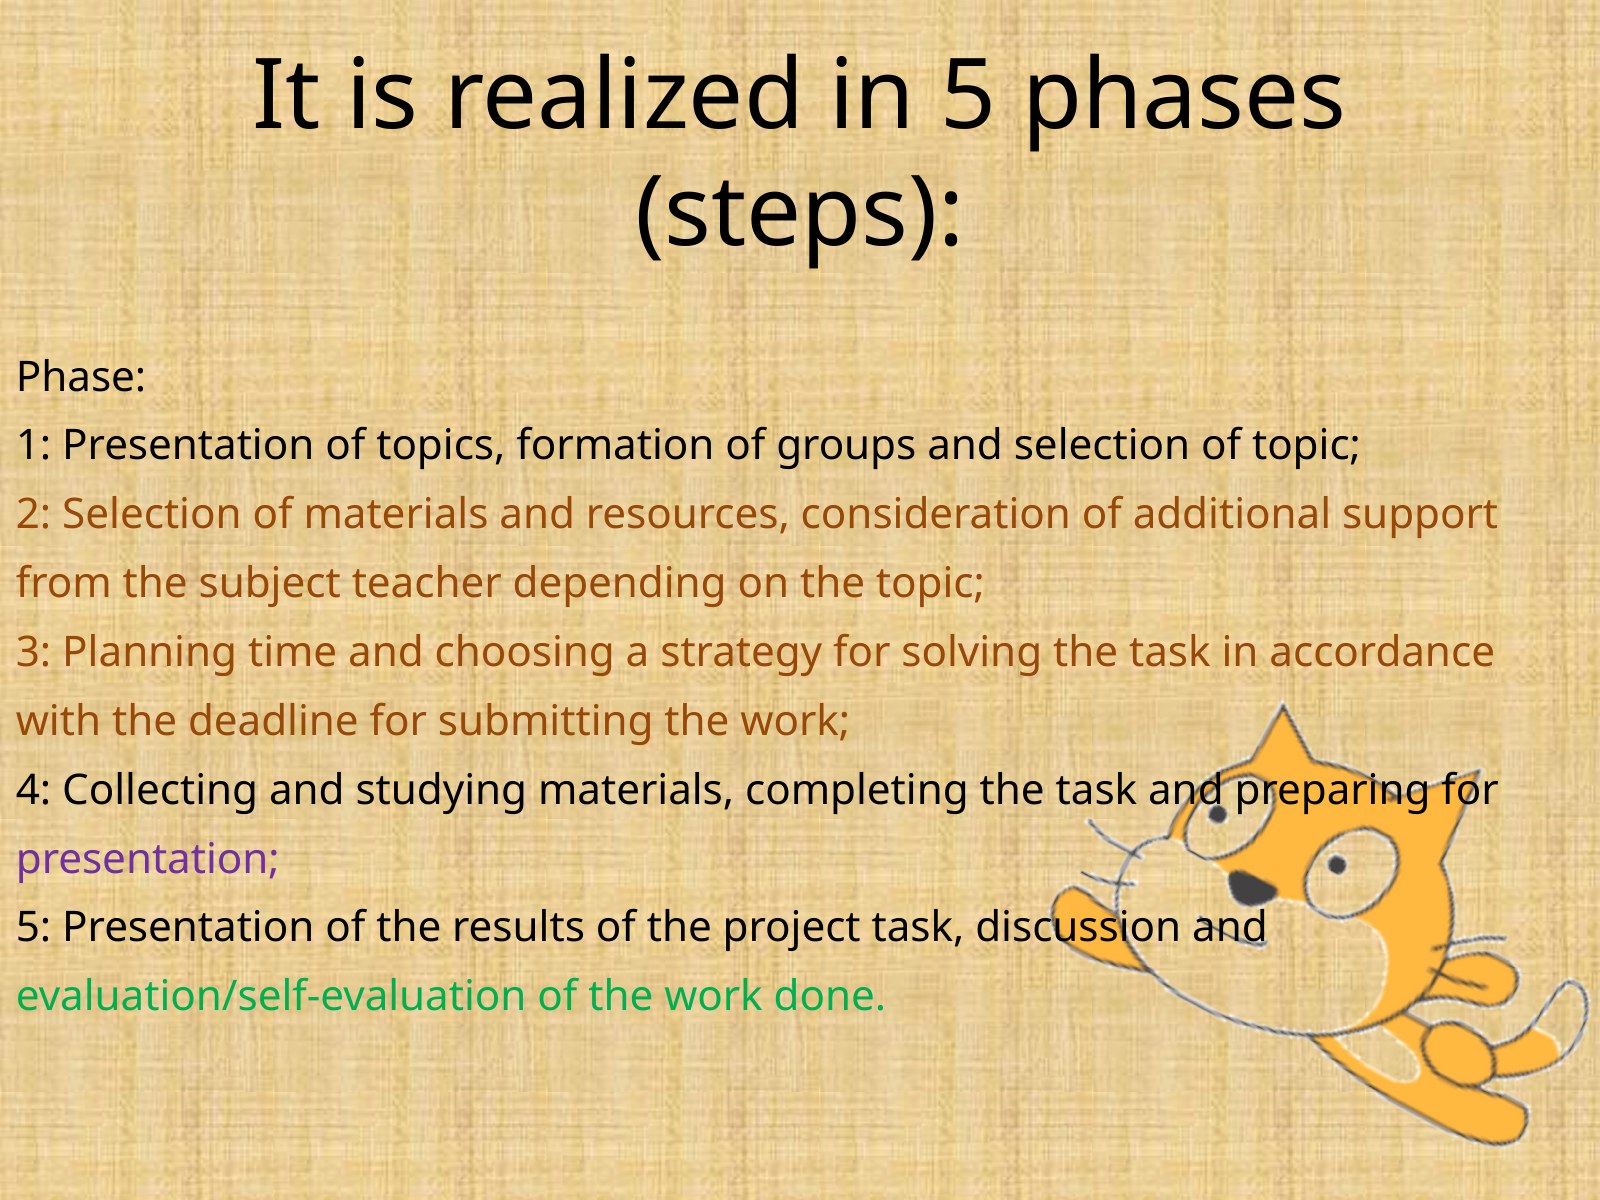 It is realized in 5 phases
(steps):
Phase:
1: Presentation of topics, formation of groups and selection of topic;
2: Selection of materials and resources, consideration of additional support
from the subject teacher depending on the topic;
3: Planning time and choosing a strategy for solving the task in accordance
with the deadline for submitting the work;
4: Collecting and studying materials, completing the task and preparing for
presentation;
5: Presentation of the results of the project task, discussion and
evaluation/self-evaluation of the work done.